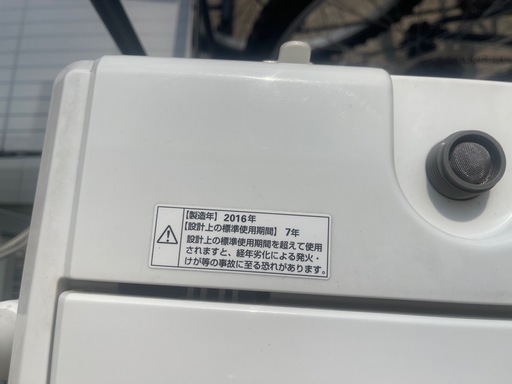 【製造年】2016年
【設計上の標準使用期間】 7年
設計上の標準使用期間を超えて使用
されますと、経年劣化による発火・
けが等の事故に至る恐れがあります。